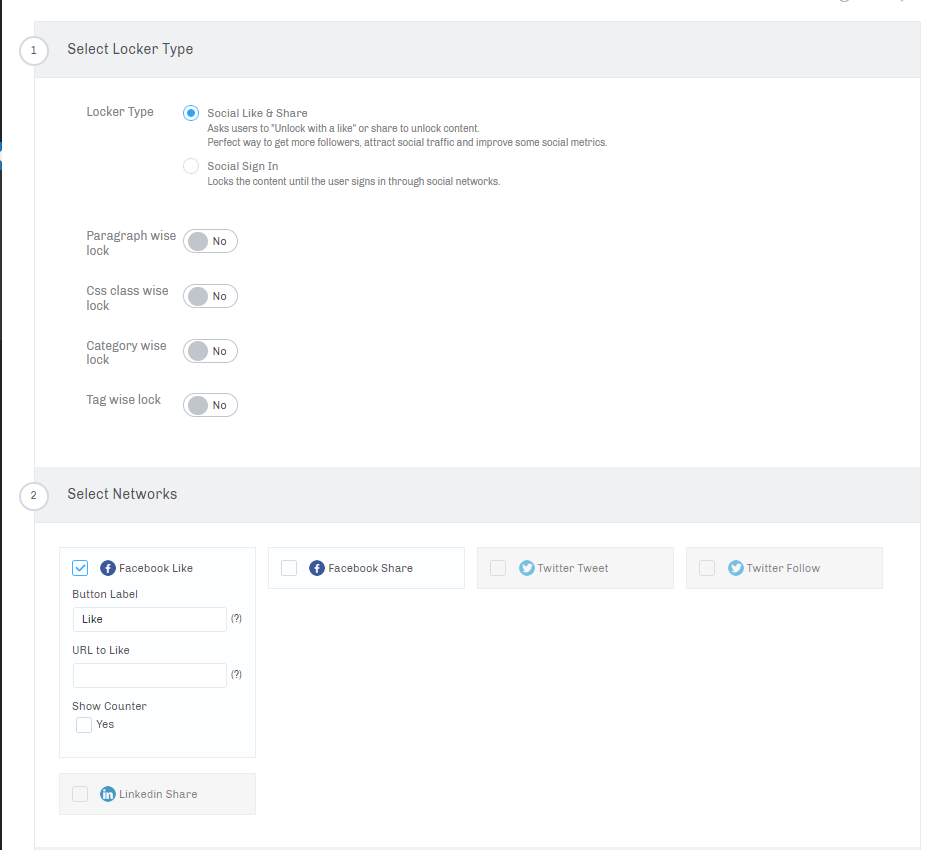 1
Select Locker Type
Locker Type
Social Like & Share
Asks users to "Unlock with a like" or share to unlock content.
Perfect way to get more followers, attract social traffic and improve some social metrics.
Social Sign In
Locks the content until the user signs in through social networks.
Paragraph wise
lock
No
Css class wise
lock
No
Category wise
lock
No
Tag wise lock
No
2
Select Networks
Facebook Like
Facebook Share
Twitter Tweet
Twitter Follow
Button Label
Like
(?)
URL to Like
(?)
Show Counter
Yes
Linkedin Share